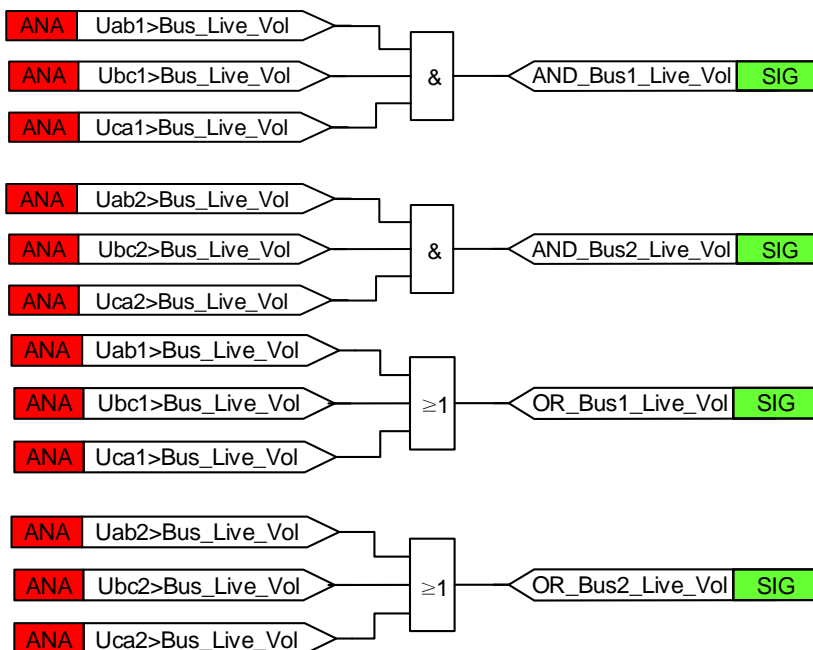 ANA Uab1>Bus_Live_Vol
ANA Ubc1>Bus_Live_Vol & AND_Bus1_Live_Vol SIG
ANA Uca1>Bus_Live_Vol
ANA Uab2>Bus_Live_Vol
ANA Ubc2>Bus_Live_Vol & AND_Bus2_Live_Vol SIG
ANA Uca2>Bus_Live_Vol
ANA Uab1>Bus_Live_Vol
ANA Ubc1>Bus_Live_Vol ≥1 OR_Bus1_Live_Vol SIG
ANA Uca1>Bus_Live_Vol
ANA Uab2>Bus_Live_Vol
ANA Ubc2>Bus_Live_Vol ≥1 OR_Bus2_Live_Vol SIG
ANA Uca2>Bus_Live_Vol